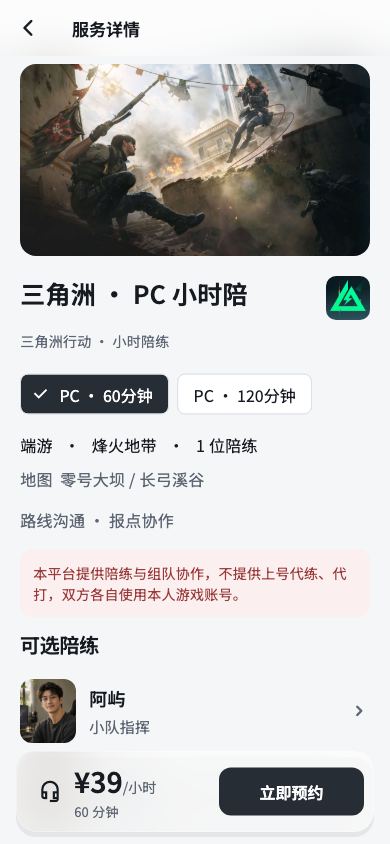 服务详情
三角洲 · PC 小时陪
三角洲行动 · 小时陪练
PC · 60分钟
PC · 120分钟
端游 · 烽火地带 · 1 位陪练
地图 零号大坝 / 长弓溪谷
路线沟通 · 报点协作
本平台提供陪练与组队协作，不提供上号代练、代
打，双方各自使用本人游戏账号。
可选陪练
阿屿
小队指挥
¥39/小时
60 分钟
立即预约